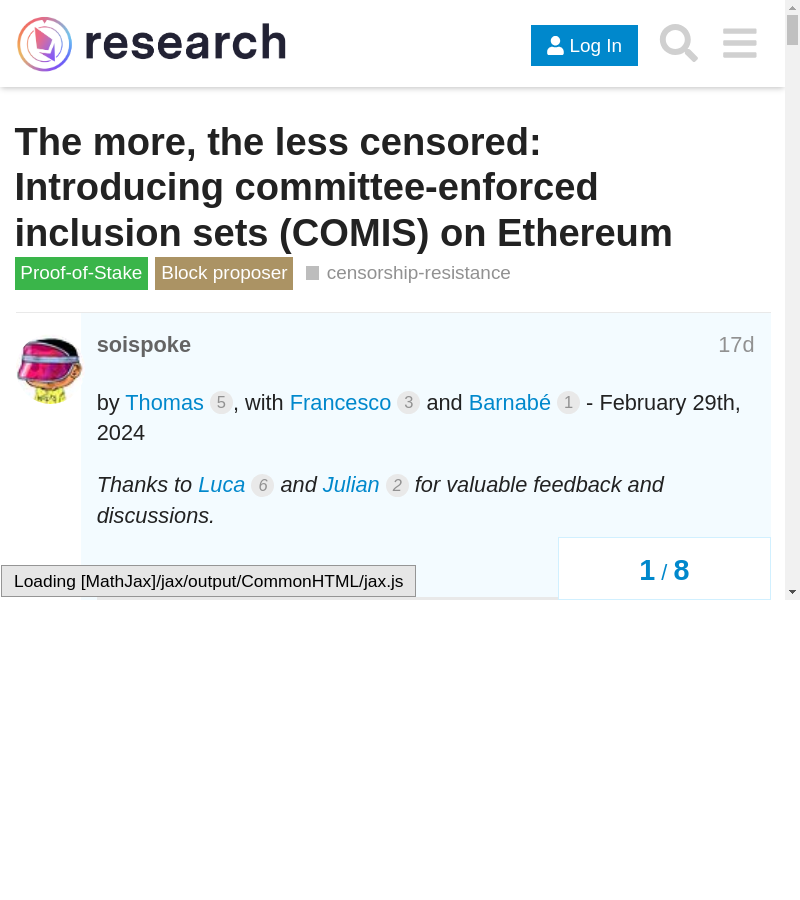 research
Log In
The more, the less censored:
Introducing committee-enforced
inclusion sets (COMIS) on Ethereum
Proof-of-Stake Block proposer censorship-resistance
soispoke 17d
by Thomas 5 , with Francesco 3 and Barnabé 1 - February 29th,
2024
Thanks to Luca 6 and Julian 2 for valuable feedback and
discussions.
1 / 8
Loading [MathJax]/jax/output/CommonHTML/jax.js